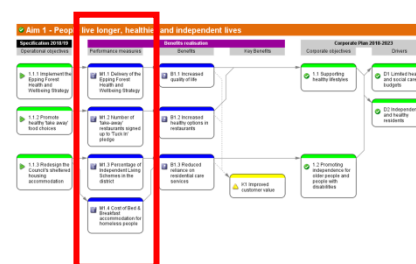 Aim 1 - People live longer, healthier and independent lives
Specification 2018/19
Benefits realisation
Corporate Plan 2018-2023
Operational objectives
Performance measures
Benefits
Key Benefits
Corporate objectives
Drivers
1.1.1 Implement the
Epping Forest
Health and
Wellbeing Strategy
M1.1 Delivery of the
Epping Forest
Health and
Wellbeing Strategy
B1.1 Increased
quality of life
1.1 Supporting
healthy lifestyles
D1 Limited
and social care
budgets
1.1.2 Promote
healthy 'take away'
food choices
M1.2 Number of
Take-away/
restaurants signed
up to 'Tuck in'
pledge
B1.2 Increased
healthy options in
restaurants
D2 Independent
and healthy
residents
1.1.3 Redesign the
Council's sheltered
housing
accommodation
M1.3 Percentage of
Independent Living
Schemes in the
district
B1.3 Reduced
reliance on
residential care
services
K1 Improved
customer value
1.2 Promoting
independence for
older people and
people with
disabilities
M1.4 Cost of Bed &
Breakfast
accommodation for
homeless people